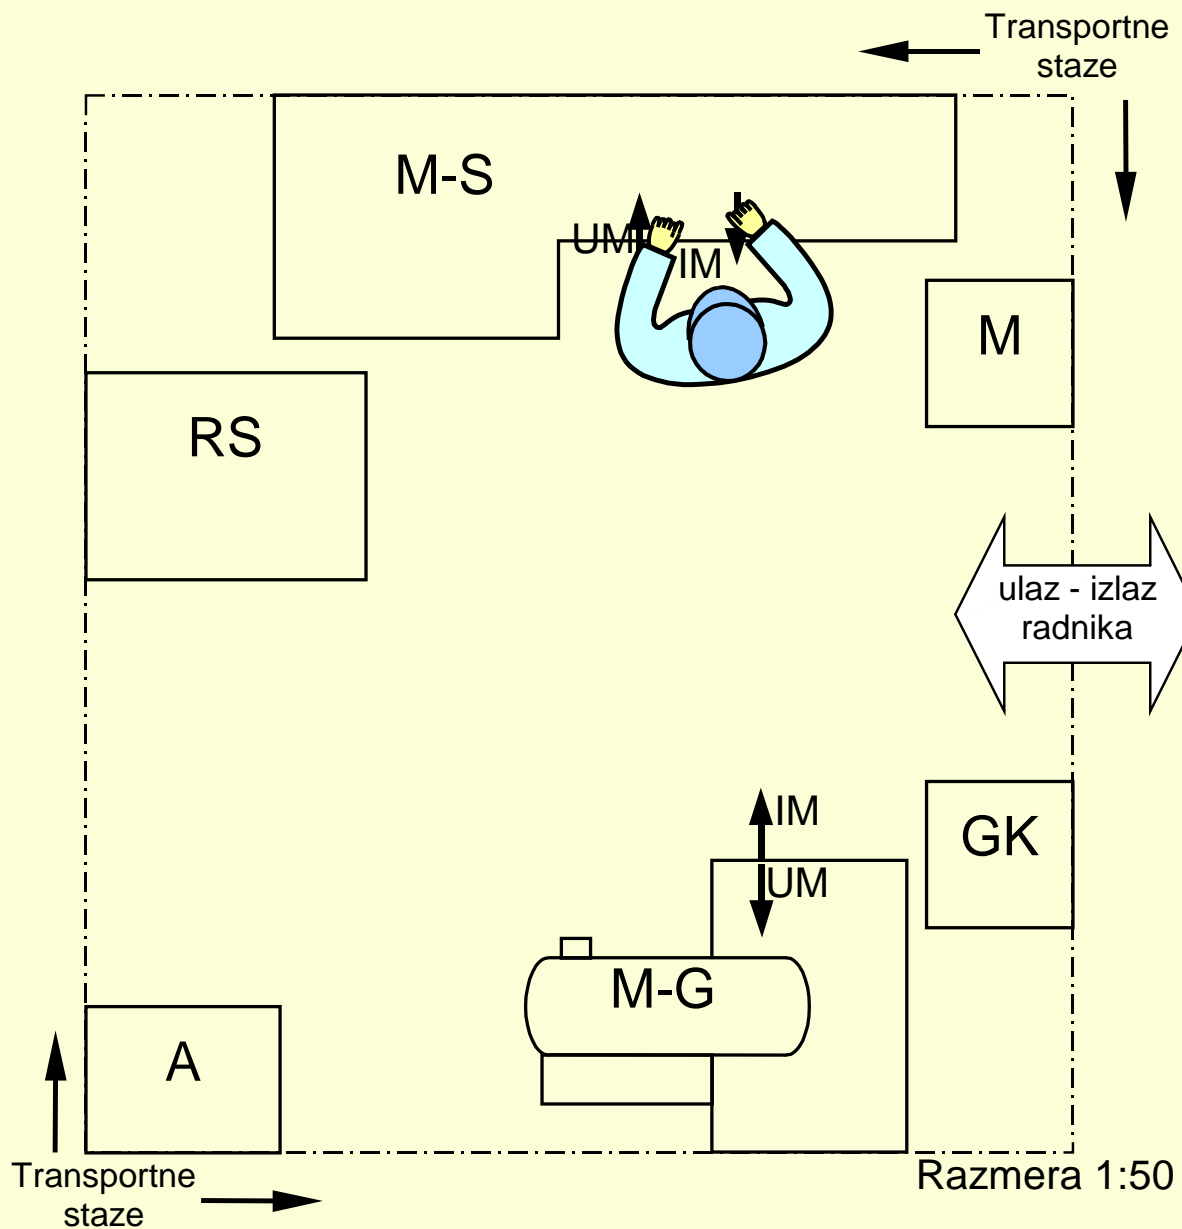 Transportne
staze
M-S
UM
IM
M
RS
ulaz - izlaz
radnika
IM
GK
UM
M-G
A
Transportne
staze
Razmera 1:50